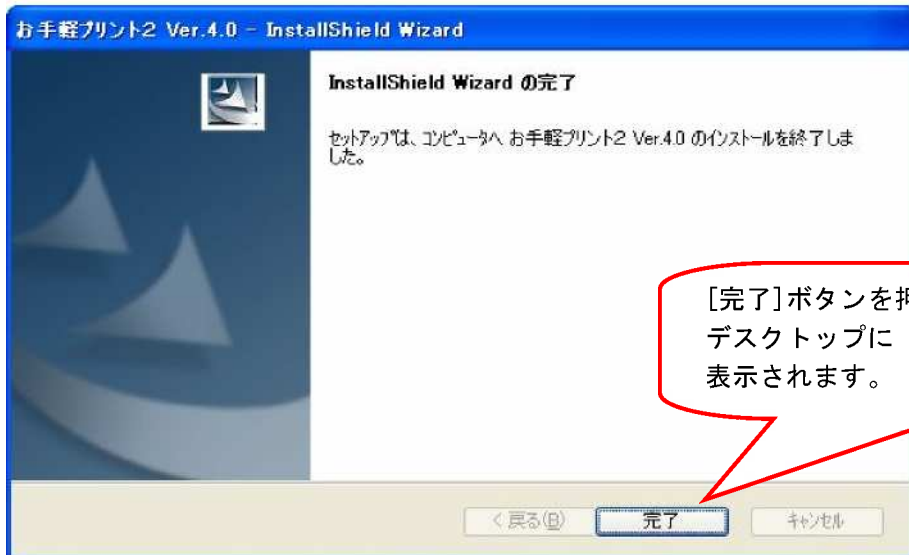 お手軽プリント2 Ver.4.0 - InstallShield Wizard
InstallShield Wizard の完了
セットアップは、コンピュータへ お手軽プリント2 Ver.4.0 のインストールを終了しま
した。
[完了]ボタンを押
デスクトップに
表示されます。
< 戻る(B)
完了
キャンセル